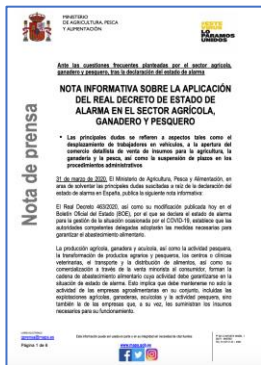 MINISTERIO
DE AGRICULTURA, PESCA
Y ALIMENTACIÓN
LO
PARAMOS
UNIDOS
Nota de prensa
Ante las cuestiones frecuentes planteadas por el sector agrícola,
ganadero y pesquero, tras la declaración del estado de alarma
NOTA INFORMATIVA SOBRE LA APLICACIÓN
DEL REAL DECRETO DE ESTADO DE
ALARMA EN EL SECTOR AGRÍCOLA,
GANADERO Y PESQUERO
• Las principales dudas se refieren a aspectos tales como el
desplazamiento de trabajadores en vehículos, a la apertura del
comercio detallista de venta de insumos para la agricultura, la
ganadería y la pesca, así como la suspensión de plazos en los
procedimientos administrativos
31 de marzo de 2020. El Ministerio de Agricultura, Pesca y Alimentación, en
aras de solventar las principales dudas suscitadas a raíz de la declaración del
estado de alarma en España, publica la siguiente nota informativa:
El Real Decreto 463/2020, así como su modificación publicada hoy en el
Boletín Oficial del Estado (BOE), por el que se declara el estado de alarma
para la gestión de la situación ocasionada por el COVID-19, establece que las
autoridades competentes delegadas adoptarán las medidas necesarias para
garantizar el abastecimiento alimentario.
La producción agrícola, ganadera y acuícola, así como la actividad pesquera,
la transformación de productos agrarios y pesqueros, los centros o clínicas
veterinarias, el transporte y la distribución de alimentos, así como su
comercialización a través de la venta minorista al consumidor, forman la
cadena de abastecimiento alimentario cuya actividad debe garantizarse en la
situación de estado de alarma. Esto implica que debe mantenerse no solo la
actividad de las empresas agroalimentarias en su conjunto, incluidas las
explotaciones agrícolas, ganaderas, acuícolas y la actividad pesquera, sino
también la de las empresas que, a su vez, les suministran los insumos
necesarios para su funcionamiento.
Página 1 de 6
www.mapa.gob.es